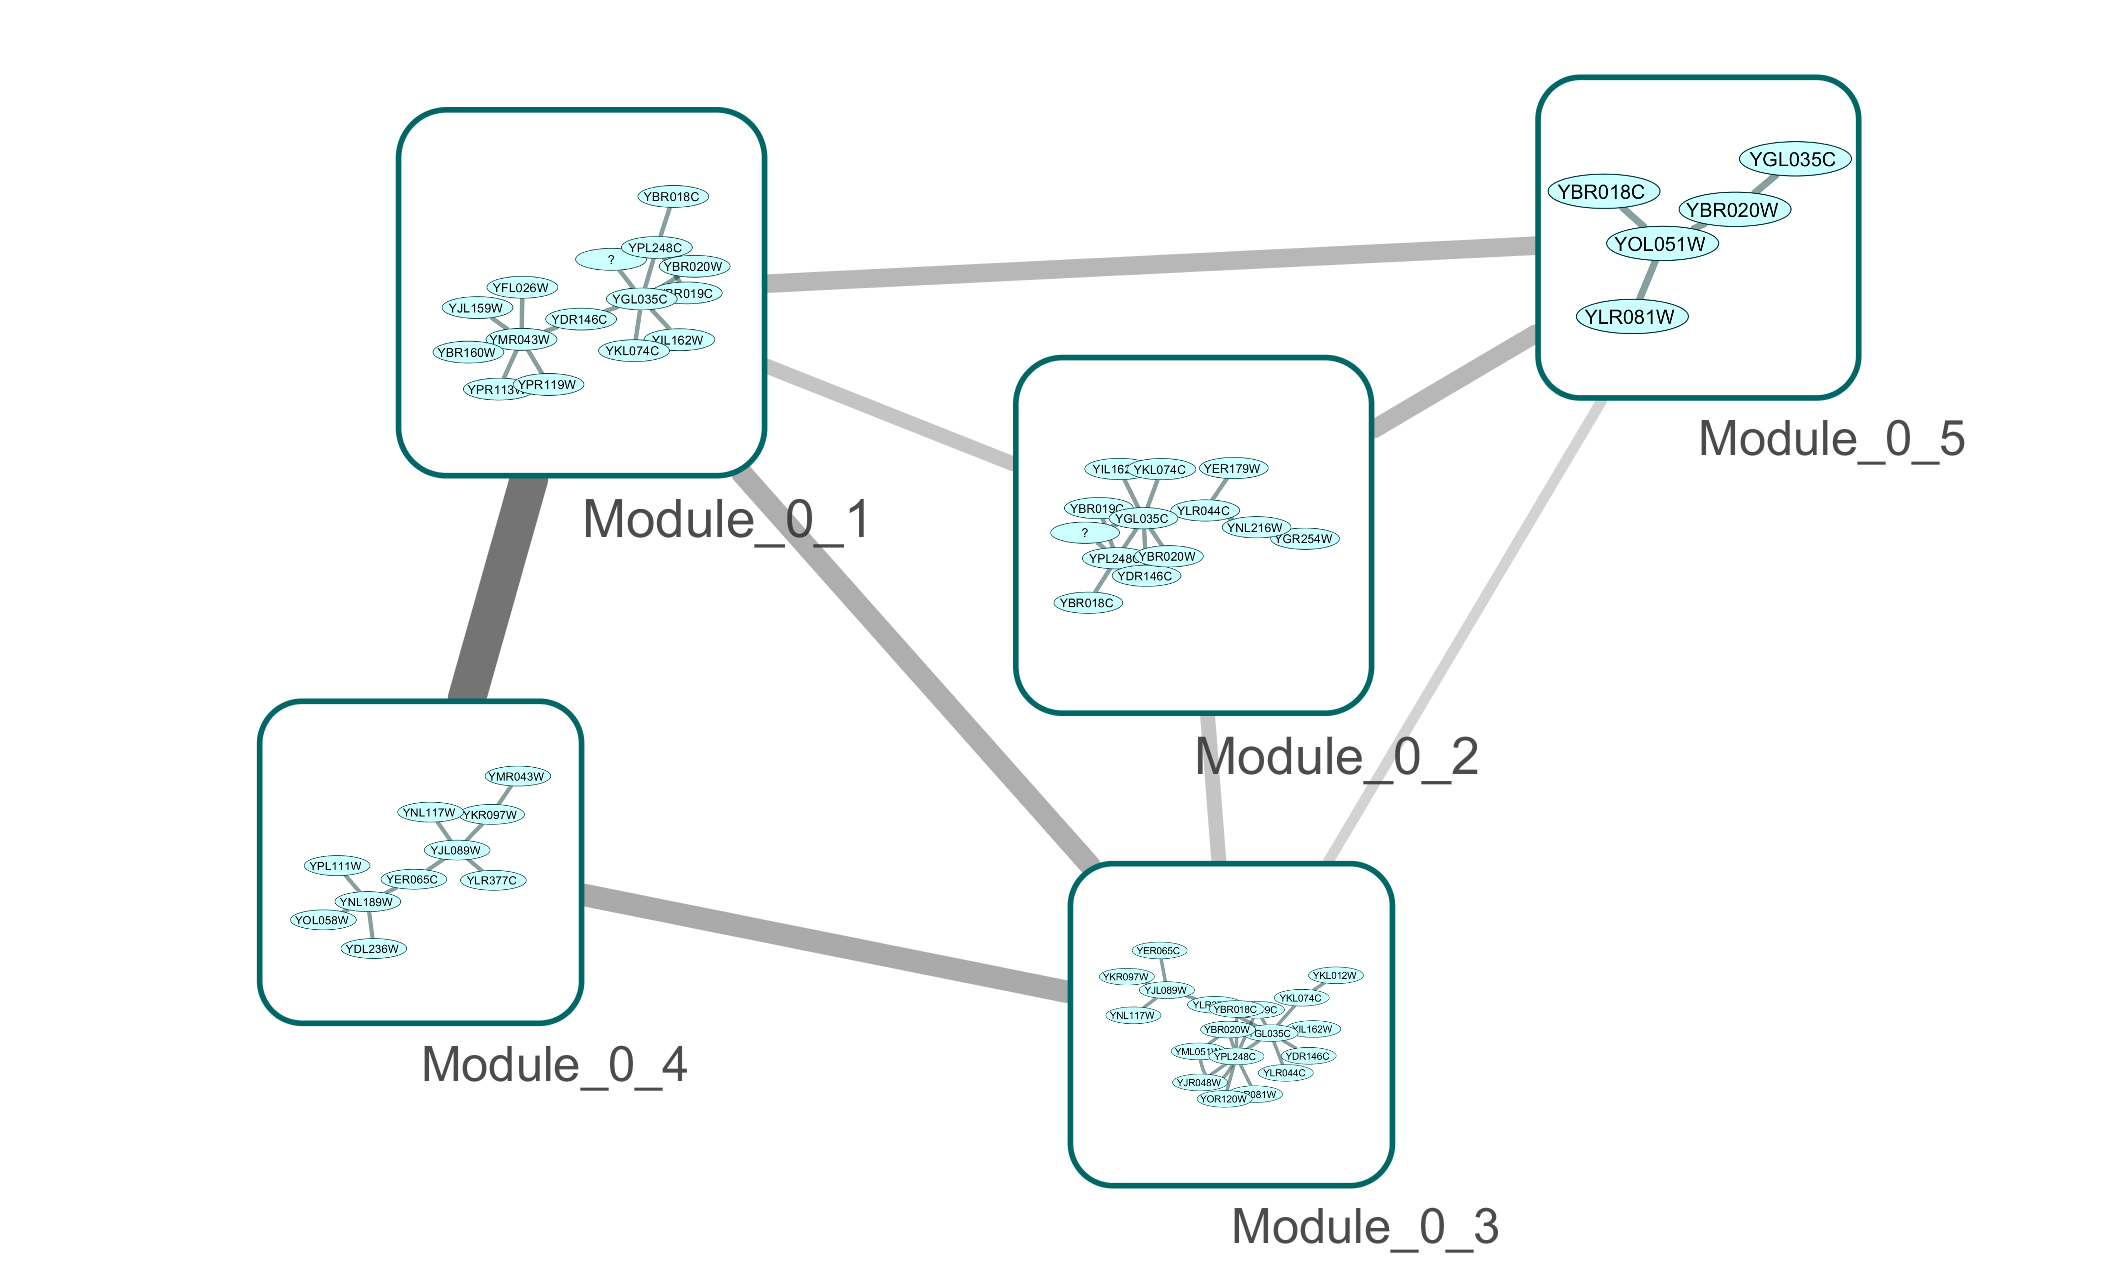 YBR018C
YPL248C
?
YBR020W
YGL035C
YFL026W
YJL159W
YDR146C
YMR043W
YBR160W
YKL074C
YIL162W
YPR119W
Module_0_1
YGL035C
YBR018C
YBR020W
YOL051W
YLR081W
Module_0_5
YKL074C
YER179W
YGL035C
YLR044C
?
YNL216W
YGR254W
YBR020W
YDR146C
YBR018C
Module_0_2
YMR043W
YNL117W
YKR097W
YJL089W
YPL111W
YER065C
YLR377C
YNL189W
YOL058W
YDL236W
Module_0_4
YER065C
YKR097W
YKL012W
YJL089W
YKL074C
YBR018C
YNL117W
YBR020W
YPL248C
YDR146C
YLR044C
YJR048W
YOR120W
Module_0_3